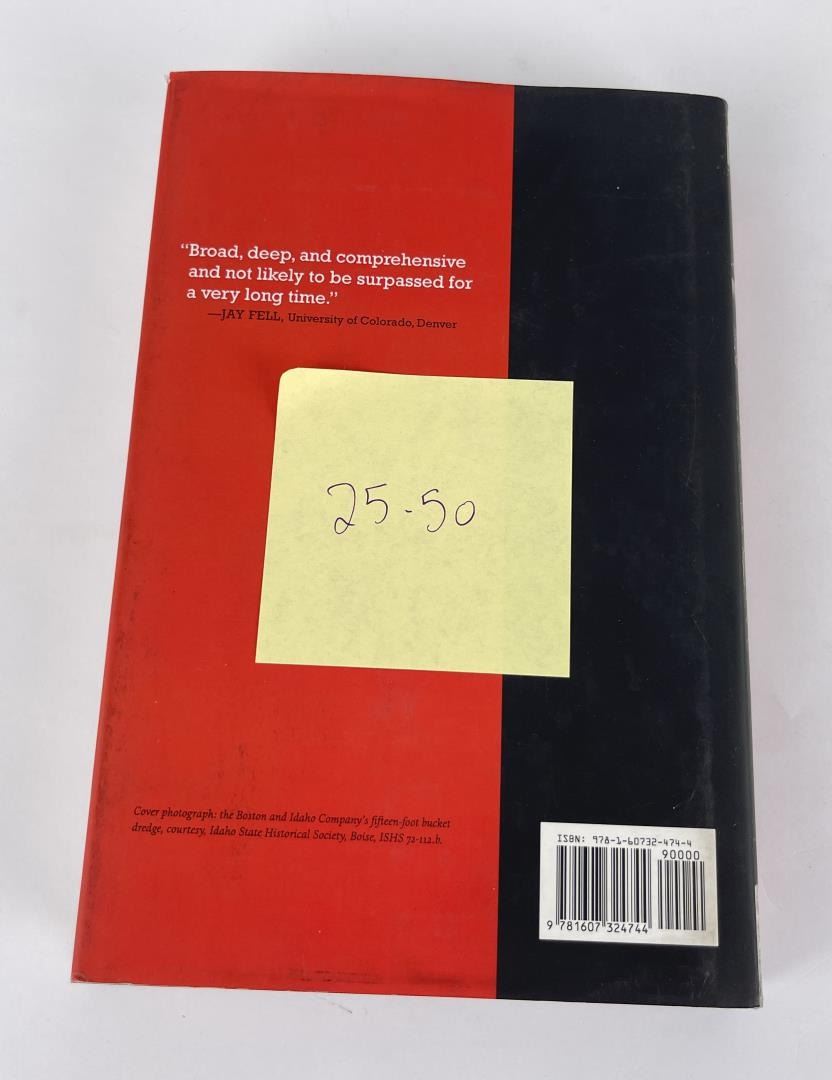 “Broad, deep, and comprehensive
and not likely to be surpassed for
a very long time.”
—JAY FELL, University of Colorado, Denver
25-50
Cover photograph: the Boston and Idaho Company's fifteen-foot bucket
dredge, courtesy, Idaho State Historical Society, Boise, ISHS 72-112.b.
ISBN: 978-1-60732-474-4
90000
9 781607 324744